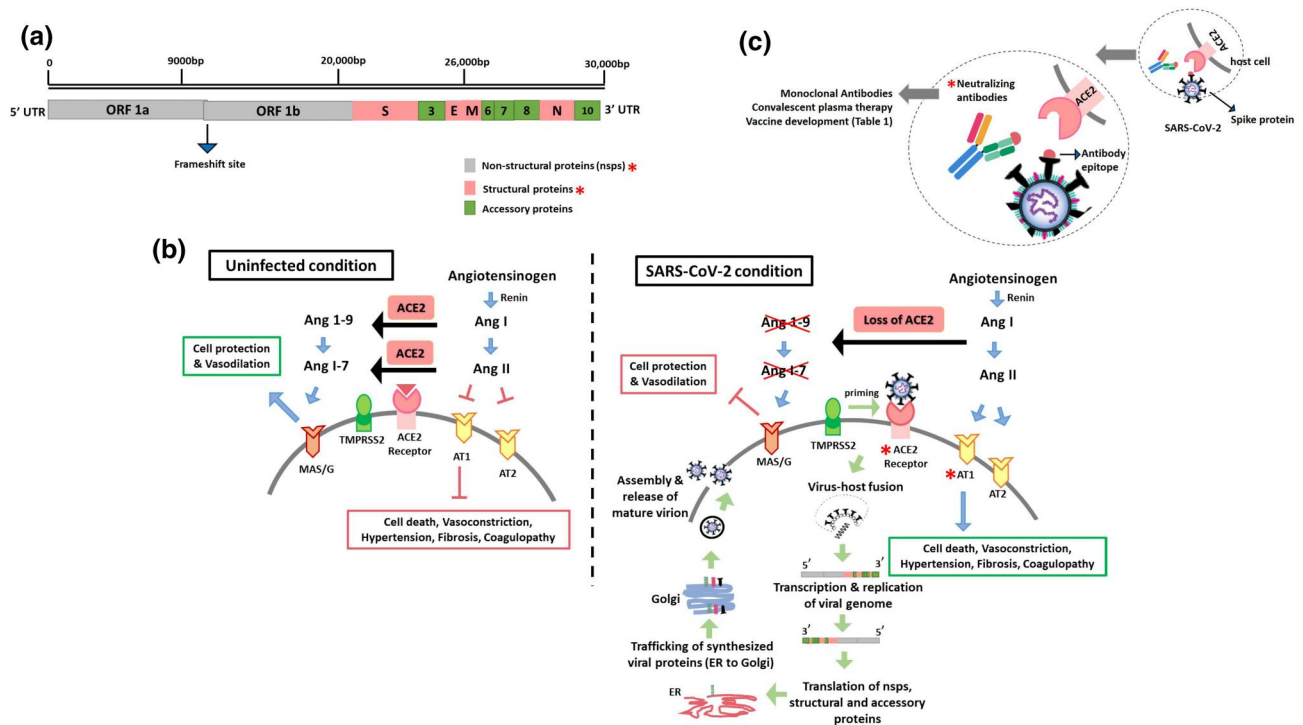 (a)
0
9000bp
20,000bp
26,000bp
30,000bp
5' UTR
ORF 1a
ORF 1b
S
3
E
M
6
7
8
N
10
3' UTR
Frameshift site
Non-structural proteins (nsps) *
Structural proteins *
Accessory proteins
(c)
Monoclonal Antibodies
Convalescent plasma therapy
Vaccine development (Table 1)
* Neutralizing
antibodies
ACE2
Antibody
epitope
ACE2
host cell
SARS-CoV-2
Spike protein
(b)
Uninfected condition
Angiotensinogen
Renin
ACE2
Ang 1-9
Ang I
ACE2
Ang I-7
Ang II
Cell protection
& Vasodilation
MAS/G
TMPRSS2
ACE2
Receptor
AT1
AT2
Cell death, Vasoconstriction,
Hypertension, Fibrosis, Coagulopathy
SARS-CoV-2 condition
Angiotensinogen
Renin
Loss of ACE2
Ang 1-9
Ang I
Ang I-7
Ang II
Cell protection
& Vasodilation
priming
MAS/G
TMPRSS2
* ACE2
Receptor
* AT1
AT2
Virus-host fusion
Cell death, Vasoconstriction,
Hypertension, Fibrosis, Coagulopathy
5'
3'
Transcription & replication
of viral genome
3'
5'
Translation of nsps,
structural and accessory
proteins
ER
Trafficking of synthesized
viral proteins (ER to Golgi)
Golgi
Assembly &
release of
mature virion